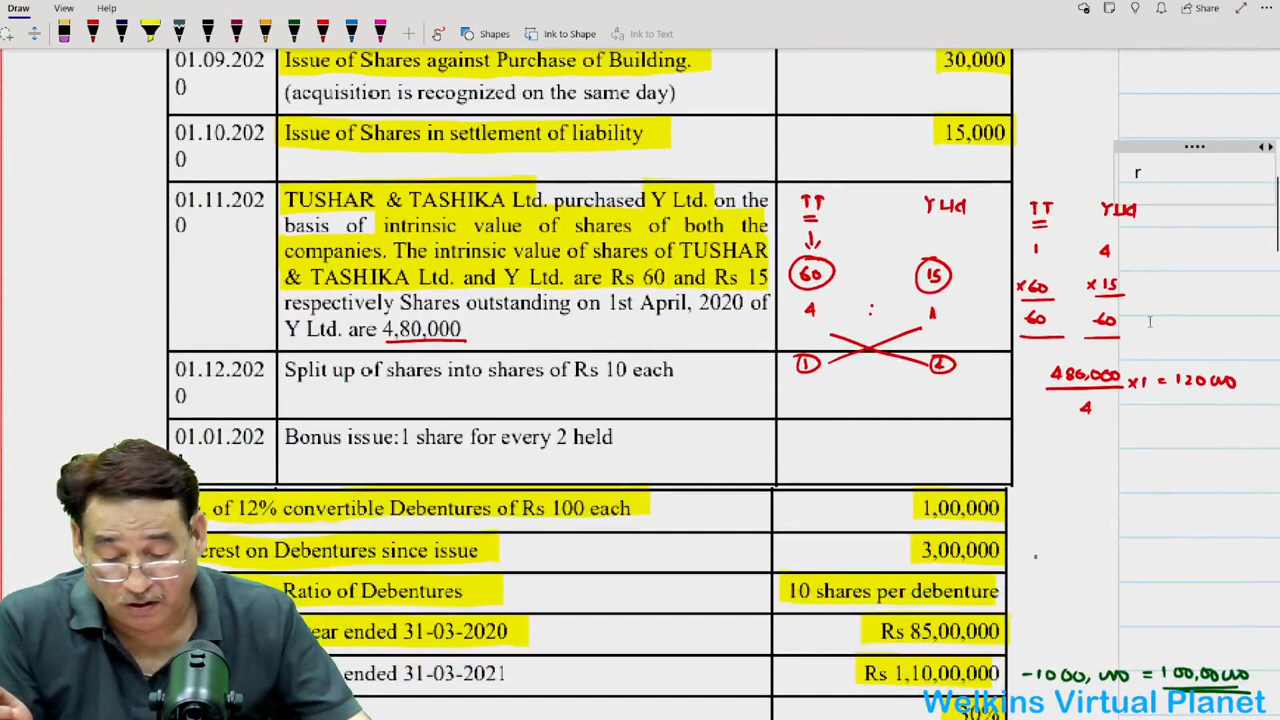 Draw View Help
Shapes Ink to Shape Ink to Text Share
01.09.202
0
Issue of Shares against Purchase of Building.
(acquisition is recognized on the same day)
30,000
01.10.202
0
Issue of Shares in settlement of liability
15,000
01.11.202
0
TUSHAR & TASHIKA Ltd. purchased Y Ltd. on the
basis of intrinsic value of shares of both the
companies. The intrinsic value of shares of TUSHAR
& TASHIKA Ltd. and Y Ltd. are Rs 60 and Rs 15
respectively Shares outstanding on 1st April, 2020 of
Y Ltd. are 4,80,000
TT Y Ltd
60 15
4 : 1
1 4
TT Y Ltd
1 4
×60 ×15
60 60
480,000 ×1 = 120000
4
r
01.12.202
0
Split up of shares into shares of Rs 10 each
01.01.202
Bonus issue:1 share for every 2 held
of 12% convertible Debentures of Rs 100 each
1,00,000
erest on Debentures since issue
3,00,000
Ratio of Debentures
10 shares per debenture
ear ended 31-03-2020
Rs 85,00,000
ended 31-03-2021
Rs 1,10,00,000
-1000,000 = 100,00000
30%
Welkins Virtual Planet